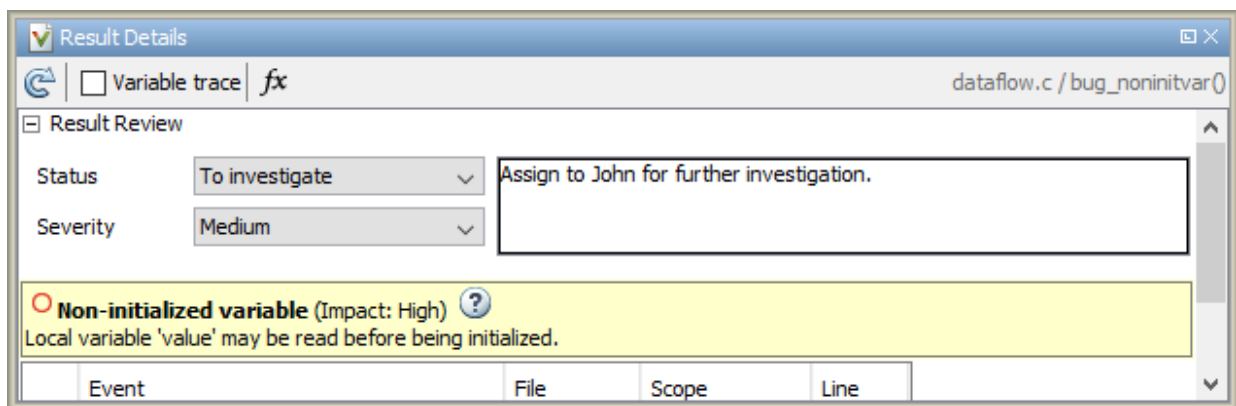 Result Details
Variable trace fx dataflow.c / bug_noninitvar()
Result Review
Status To investigate Assign to John for further investigation.
Severity Medium
Non-initialized variable (Impact: High) ?
Local variable 'value' may be read before being initialized.
Event File Scope Line